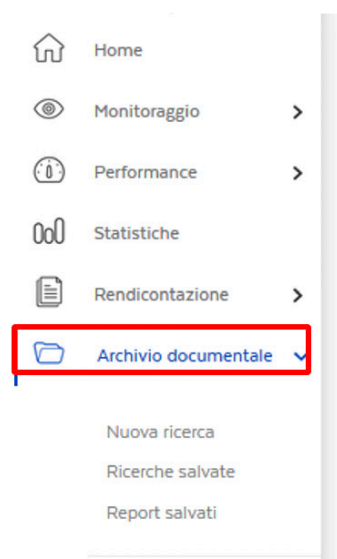 Home
Monitoraggio
Performance
Statistiche
Rendicontazione
Archivio documentale
Nuova ricerca
Ricerche salvate
Report salvati